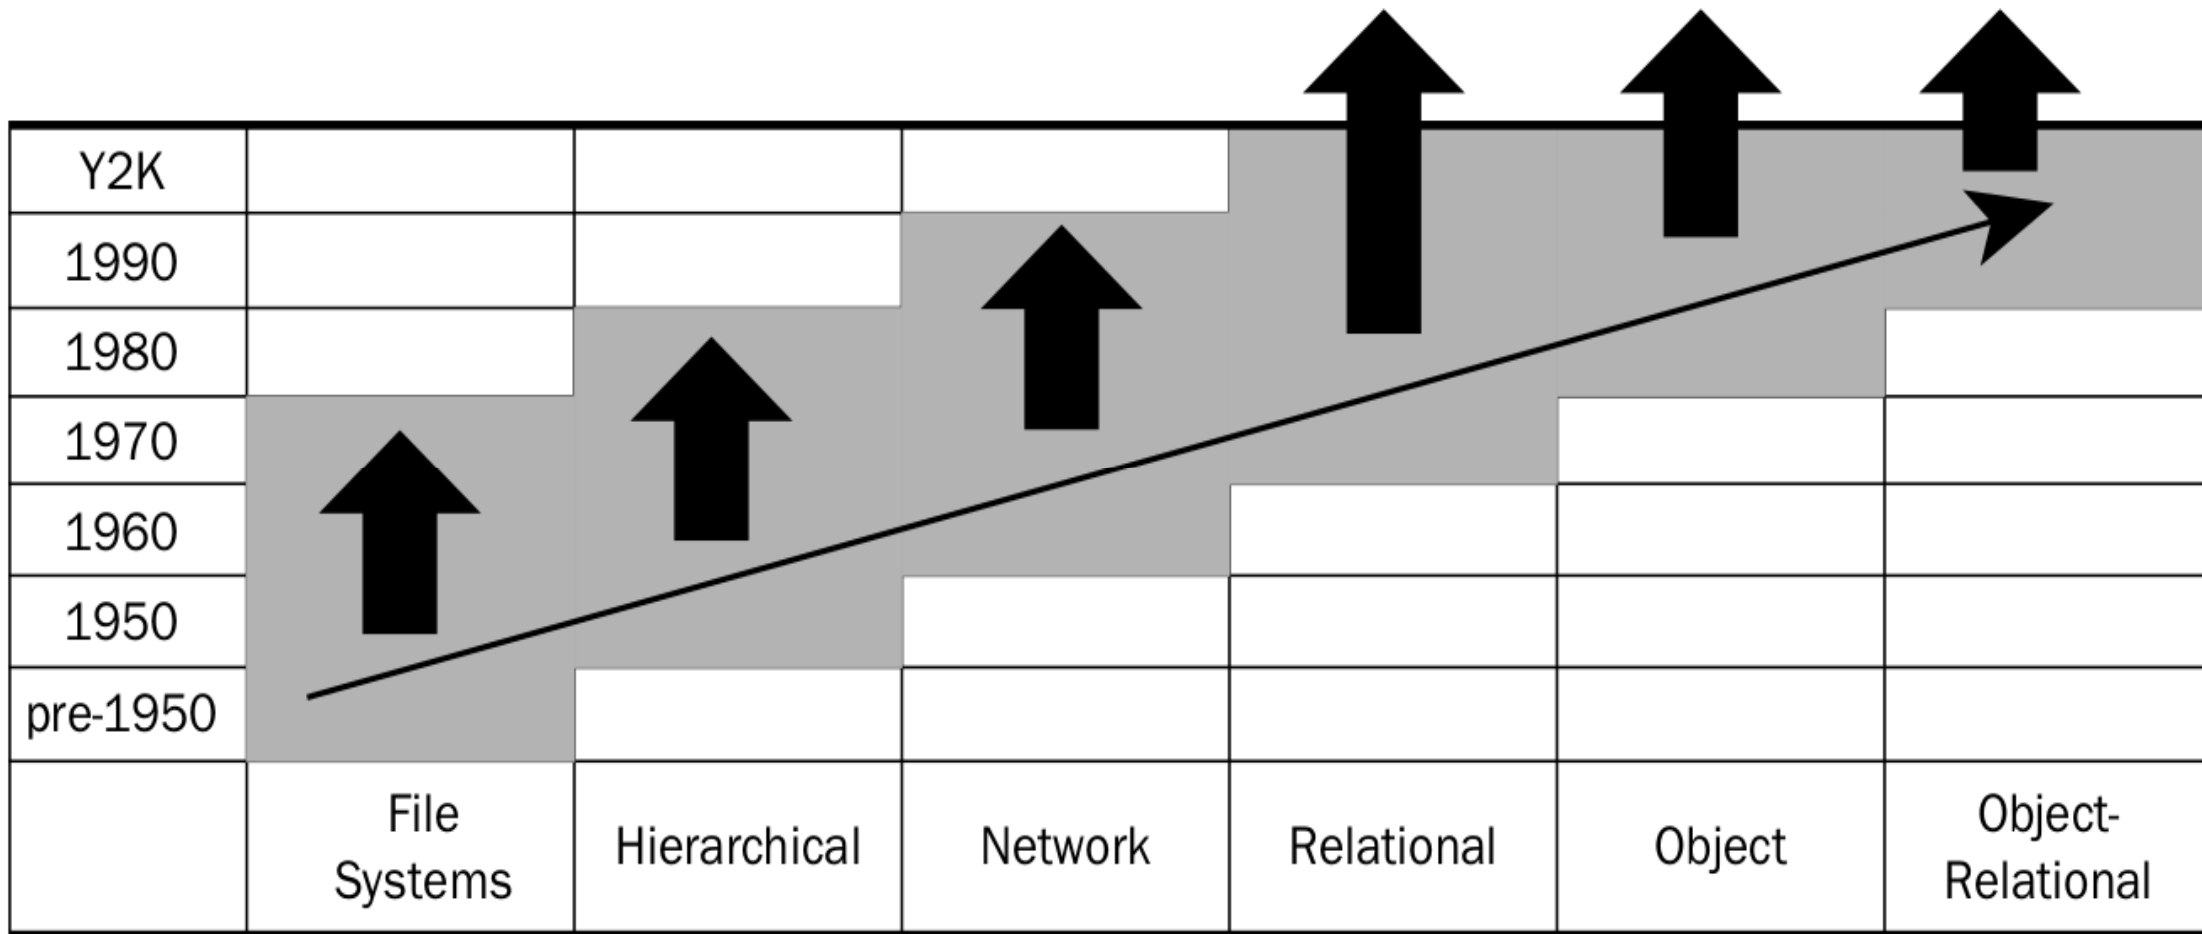 Y2K
1990
1980
1970
1960
1950
pre-1950
File
Systems
Hierarchical
Network
Relational
Object
Object-
Relational